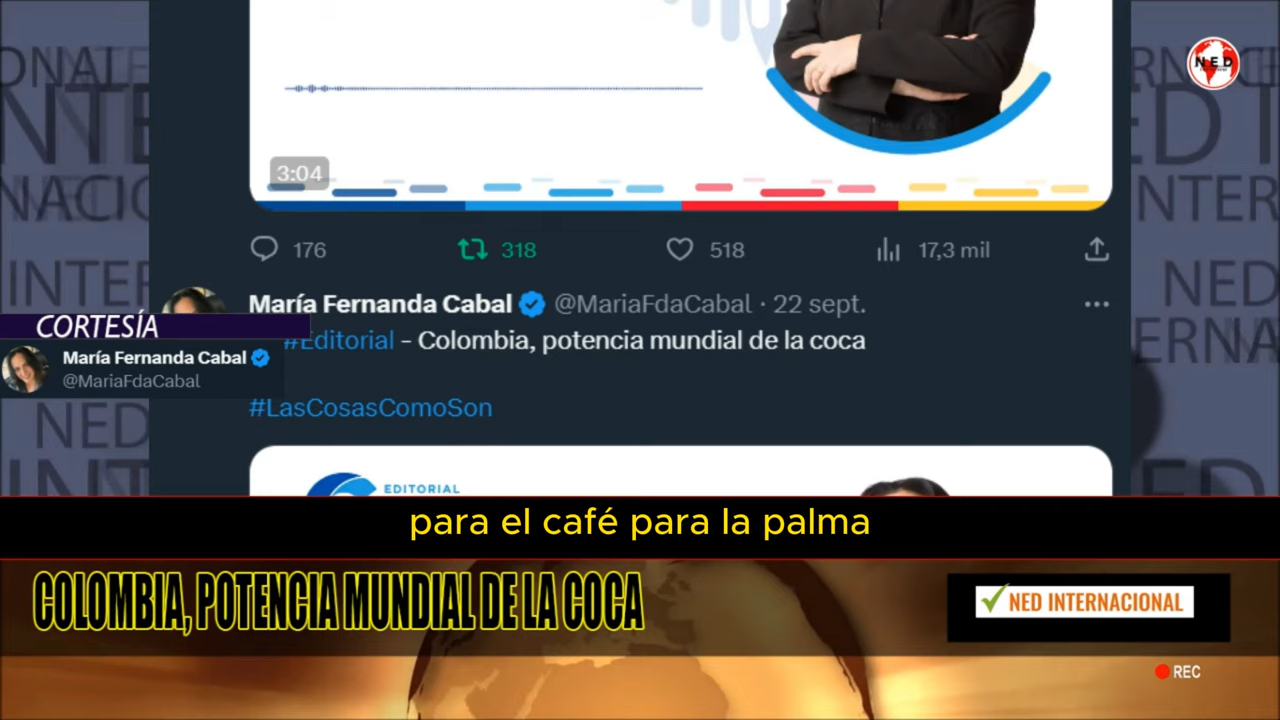 NED
3:04
176
318
518
17,3 mil
María Fernanda Cabal @MariaFdaCabal · 22 sept.
CORTESÍA
#Editorial – Colombia, potencia mundial de la coca
María Fernanda Cabal
@MariaFdaCabal
#LasCosasComoSon
EDITORIAL
para el café para la palma
COLOMBIA, POTENCIA MUNDIAL DE LA COCA
NED INTERNACIONAL
REC